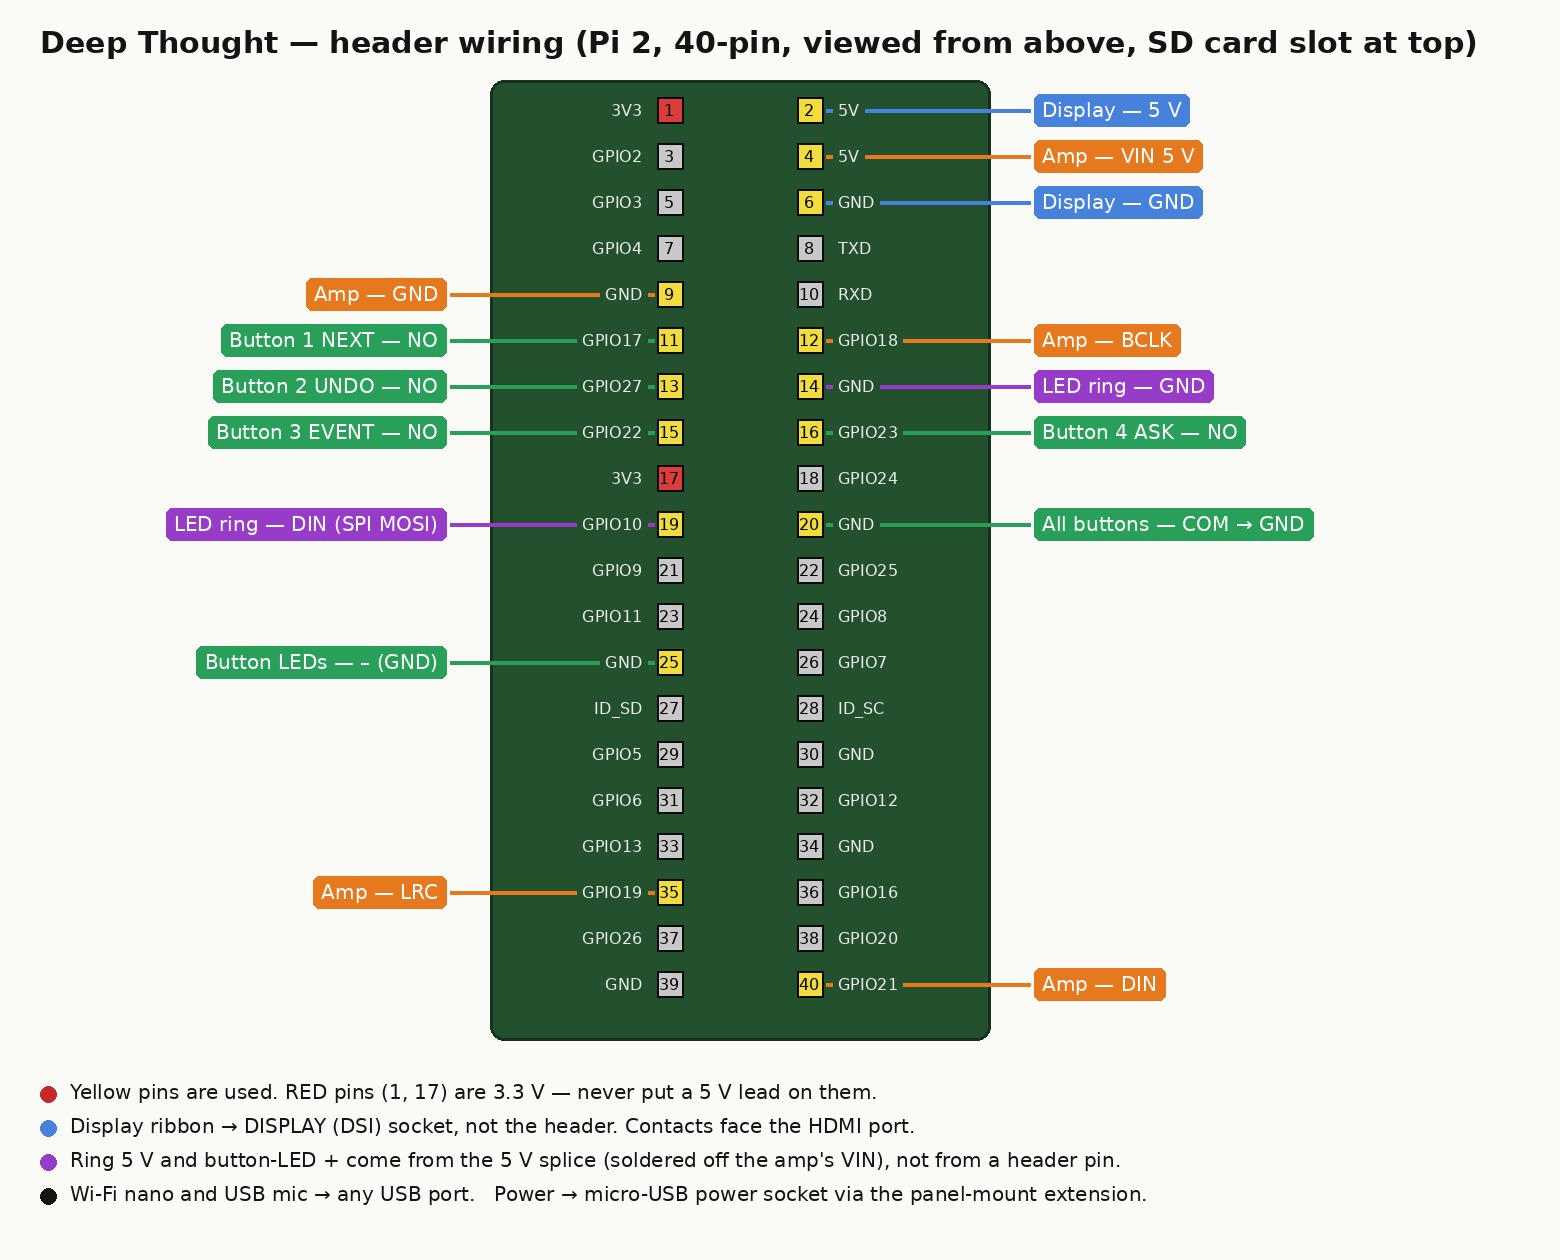 Deep Thought — header wiring (Pi 2, 40-pin, viewed from above, SD card slot at top)
3V3 1 2 5V Display — 5 V
GPIO2 3 4 5V Amp — VIN 5 V
GPIO3 5 6 GND Display — GND
GPIO4 7 8 TXD
Amp — GND GND 9 10 RXD
Button 1 NEXT — NO GPIO17 11 12 GPIO18 Amp — BCLK
Button 2 UNDO — NO GPIO27 13 14 GND LED ring — GND
Button 3 EVENT — NO GPIO22 15 16 GPIO23 Button 4 ASK — NO
3V3 17 18 GPIO24
LED ring — DIN (SPI MOSI) GPIO10 19 20 GND All buttons — COM → GND
GPIO9 21 22 GPIO25
GPIO11 23 24 GPIO8
Button LEDs — – (GND) GND 25 26 GPIO7
ID_SD 27 28 ID_SC
GPIO5 29 30 GND
GPIO6 31 32 GPIO12
GPIO13 33 34 GND
Amp — LRC GPIO19 35 36 GPIO16
GPIO26 37 38 GPIO20
GND 39 40 GPIO21 Amp — DIN
Yellow pins are used. RED pins (1, 17) are 3.3 V — never put a 5 V lead on them.
Display ribbon → DISPLAY (DSI) socket, not the header. Contacts face the HDMI port.
Ring 5 V and button-LED + come from the 5 V splice (soldered off the amp's VIN), not from a header pin.
Wi-Fi nano and USB mic → any USB port. Power → micro-USB power socket via the panel-mount extension.